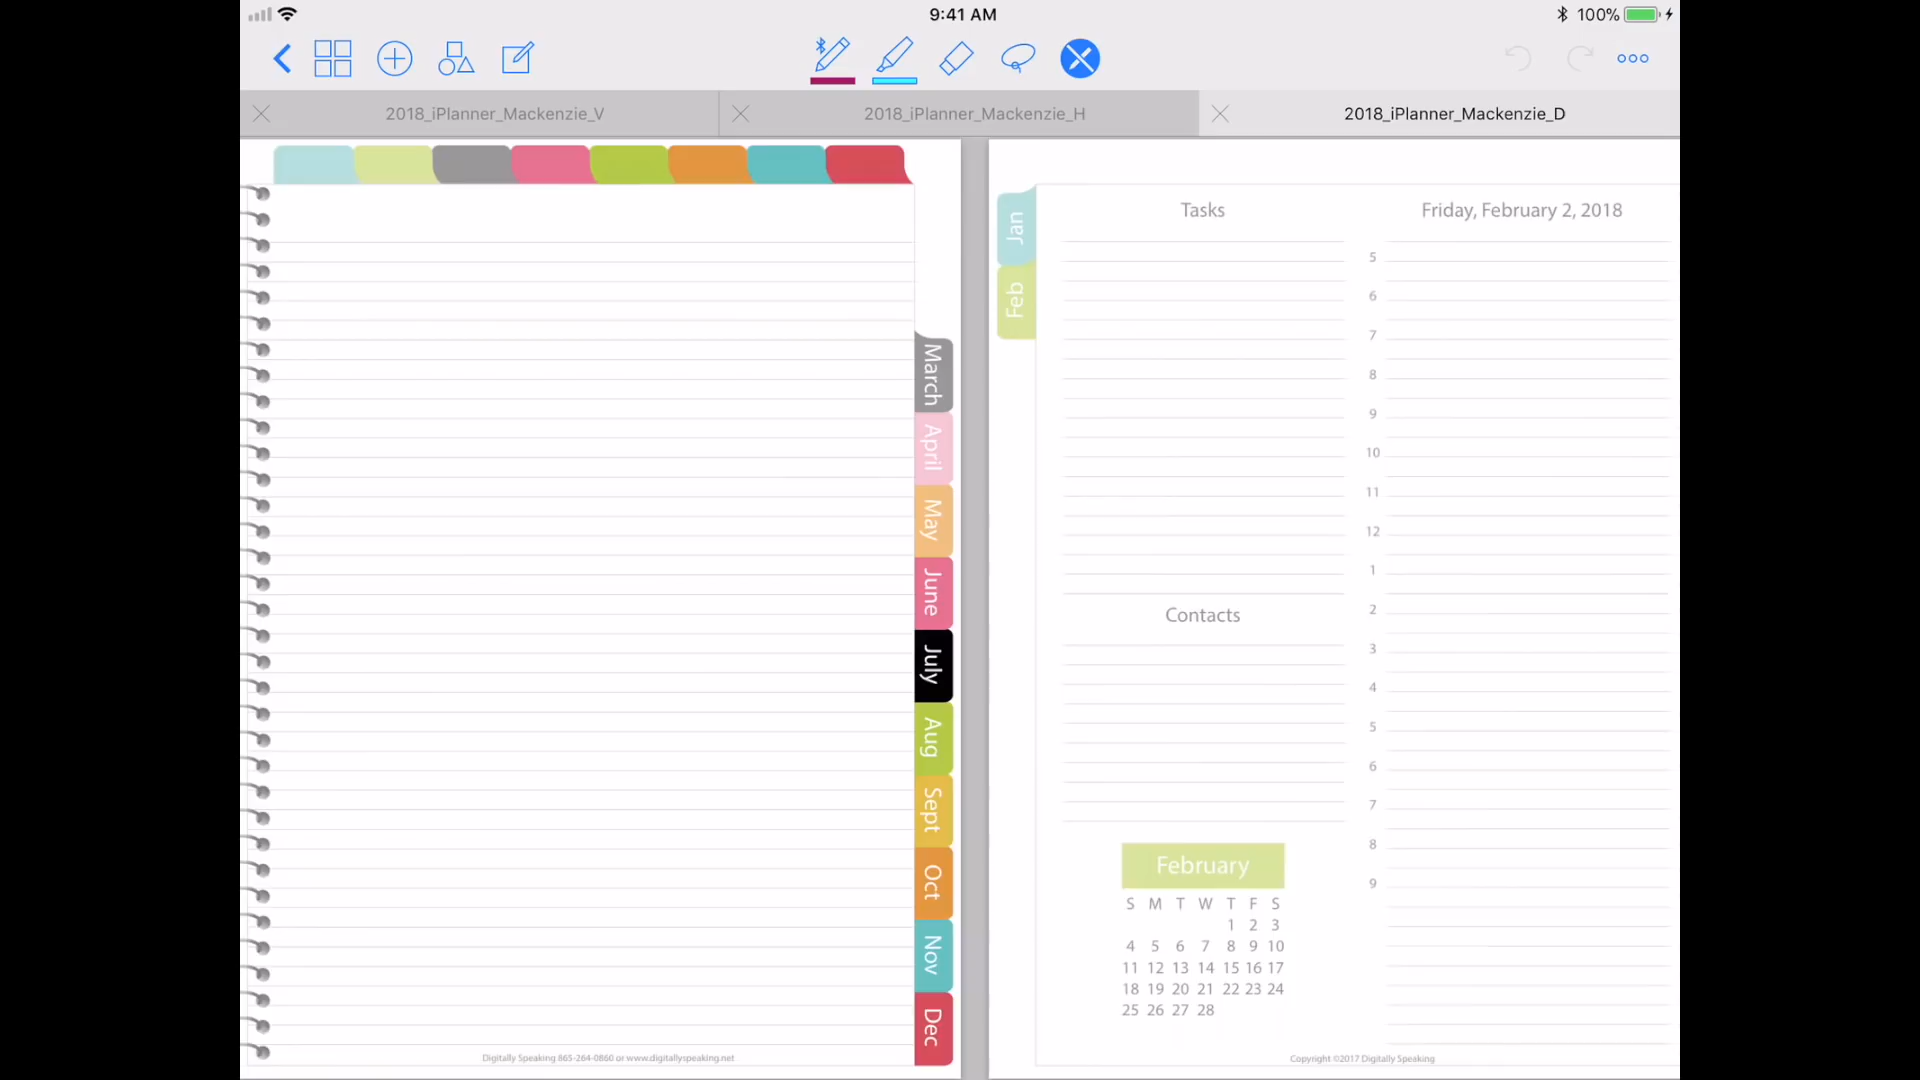 9:41 AM
100%
2018_iPlanner_Mackenzie_V
2018_iPlanner_Mackenzie_H
2018_iPlanner_Mackenzie_D
March
April
May
June
July
Aug
Sept
Oct
Nov
Dec
Digitally Speaking 865-264-0860 or www.digitallyspeaking.net
Jan
Feb
Tasks
Contacts
February
S M T W T F S
1 2 3
4 5 6 7 8 9 10
11 12 13 14 15 16 17
18 19 20 21 22 23 24
25 26 27 28
Friday, February 2, 2018
5
6
7
8
9
10
11
12
1
2
3
4
5
6
7
8
9
Copyright ©2017 Digitally Speaking